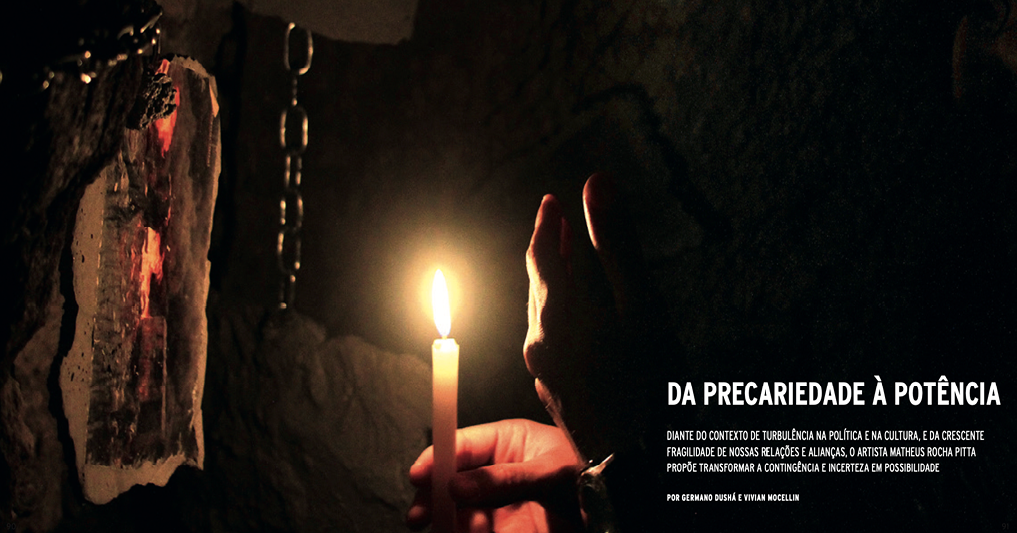 DA PRECARIEDADE À POTÊNCIA
DIANTE DO CONTEXTO DE TURBULÊNCIA NA POLÍTICA E NA CULTURA, E DA CRESCENTE
FRAGILIDADE DE NOSSAS RELAÇÕES E ALIANÇAS, O ARTISTA MATHEUS ROCHA PITTA
PROPÕE TRANSFORMAR A CONTINGÊNCIA E INCERTEZA EM POSSIBILIDADE
POR GERMANO DUSHÁ E VIVIAN MOCELLIN